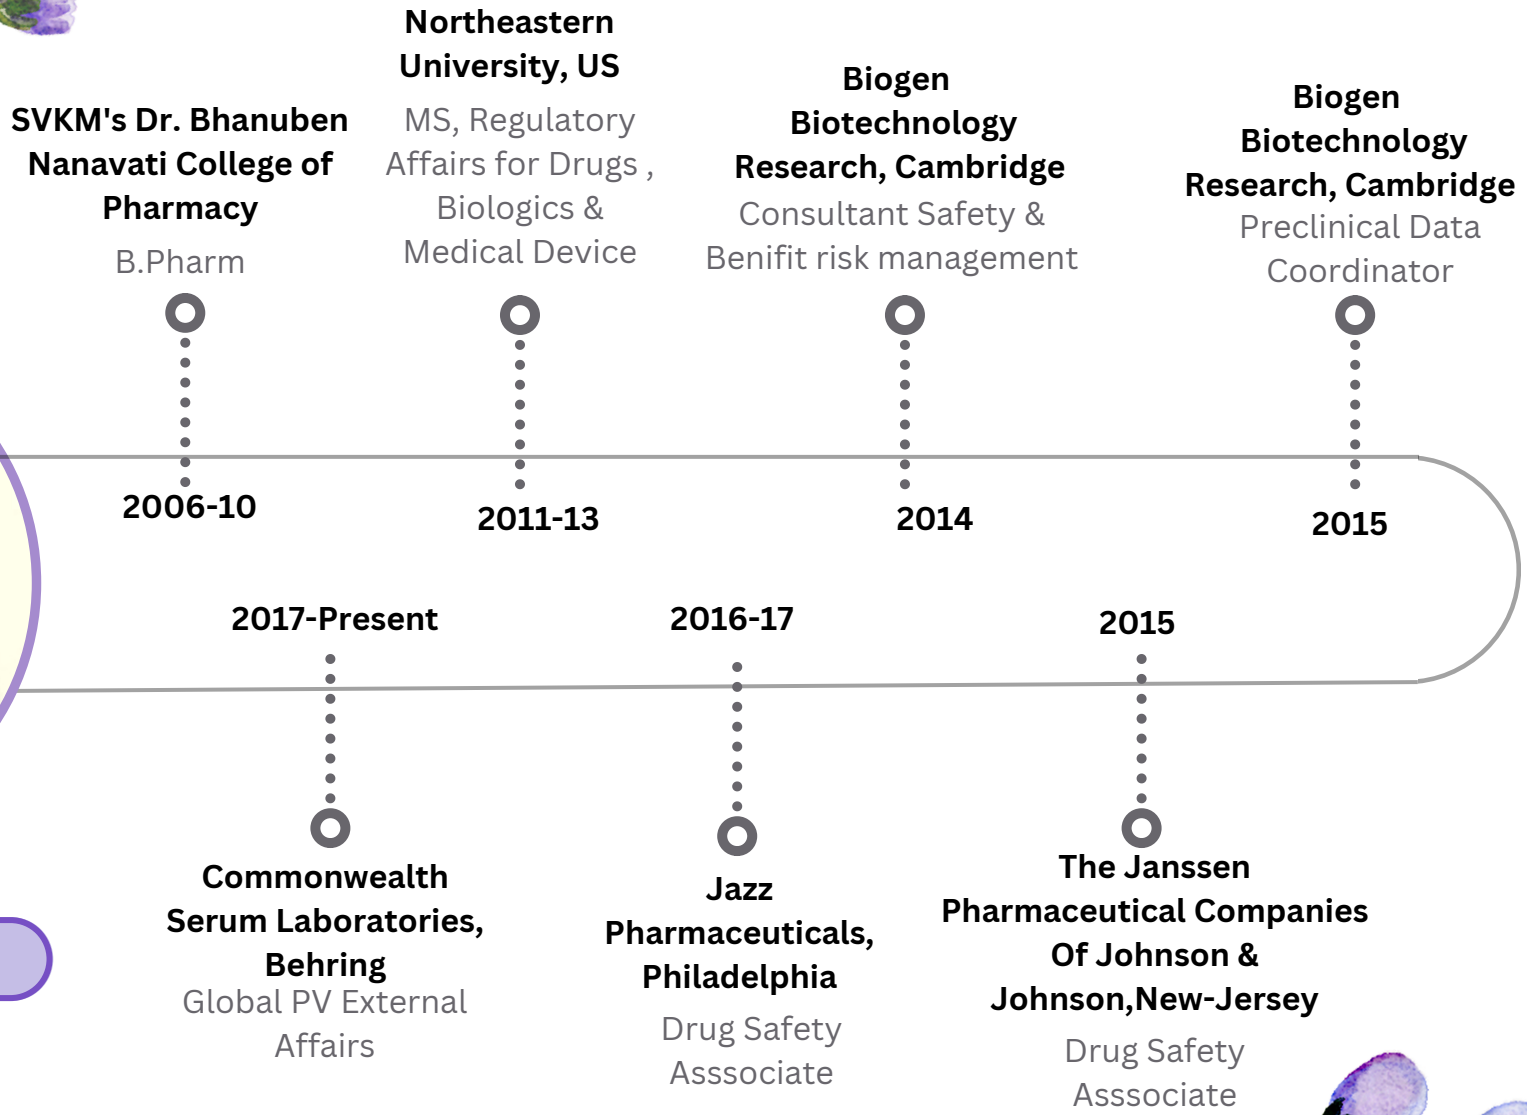 SVKM's Dr. Bhanuben
Nanavati College of
Pharmacy
B.Pharm
2006-10
Northeastern
University, US
MS, Regulatory
Affairs for Drugs ,
Biologics &
Medical Device
2011-13
Biogen
Biotechnology
Research, Cambridge
Consultant Safety &
Benifit risk management
2014
Biogen
Biotechnology
Research, Cambridge
Preclinical Data
Coordinator
2015
2015
The Janssen
Pharmaceutical Companies
Of Johnson &
Johnson,New-Jersey
Drug Safety
Asssociate
2016-17
Jazz
Pharmaceuticals,
Philadelphia
Drug Safety
Asssociate
2017-Present
Commonwealth
Serum Laboratories,
Behring
Global PV External
Affairs